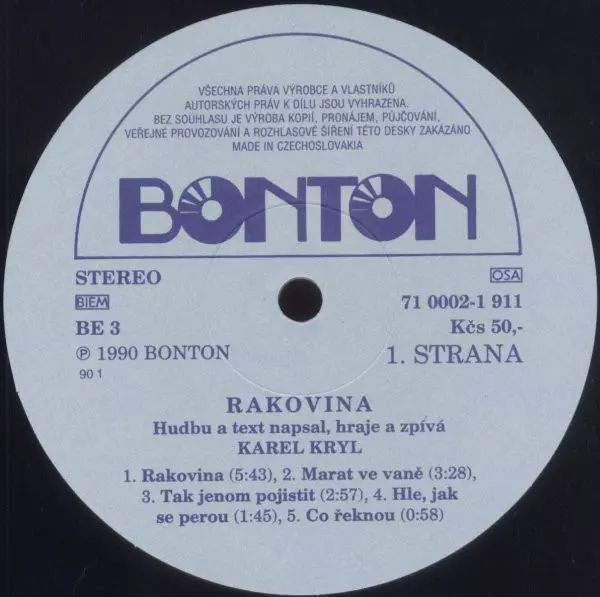 VŠECHNA PRÁVA VÝROBCE A VLASTNÍKŮ
AUTORSKÝCH PRÁV K DÍLU JSOU VYHRAZENA.
BEZ SOUHLASU JE VÝROBA KOPIÍ, PRONÁJEM, PŮJČOVÁNÍ,
VEŘEJNÉ PROVOZOVÁNÍ A ROZHLASOVÉ ŠÍŘENÍ TÉTO DESKY ZAKÁZÁNO
MADE IN CZECHOSLOVAKIA
BONTON
STEREO
OSA
BIEM
71 0002-1 911
BE 3
Kčs 50,-
℗ 1990 BONTON
1. STRANA
90 1
RAKOVINA
Hudbu a text napsal, hraje a zpívá
KAREL KRYL
1. Rakovina (5:43), 2. Marat ve vaně (3:28),
3. Tak jenom pojistit (2:57), 4. Hle, jak
se perou (1:45), 5. Co řeknou (0:58)